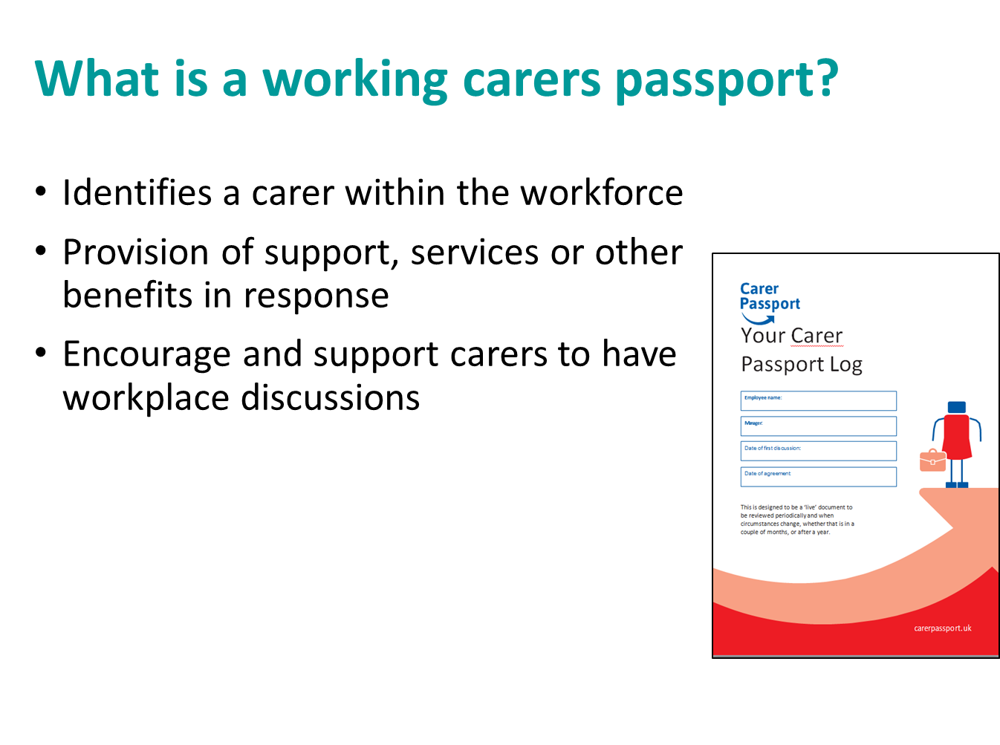 What is a working carers passport?
• Identifies a carer within the workforce
• Provision of support, services or other
benefits in response
• Encourage and support carers to have
workplace discussions
Carer
Passport
Your Carer
Passport Log
Employee name:
Manager:
Date of first discussion:
Date of agreement:
This is designed to be a ‘live’ document to
be reviewed periodically and when
circumstances change, whether that is in a
couple of months, or after a year.
carerpassport.uk